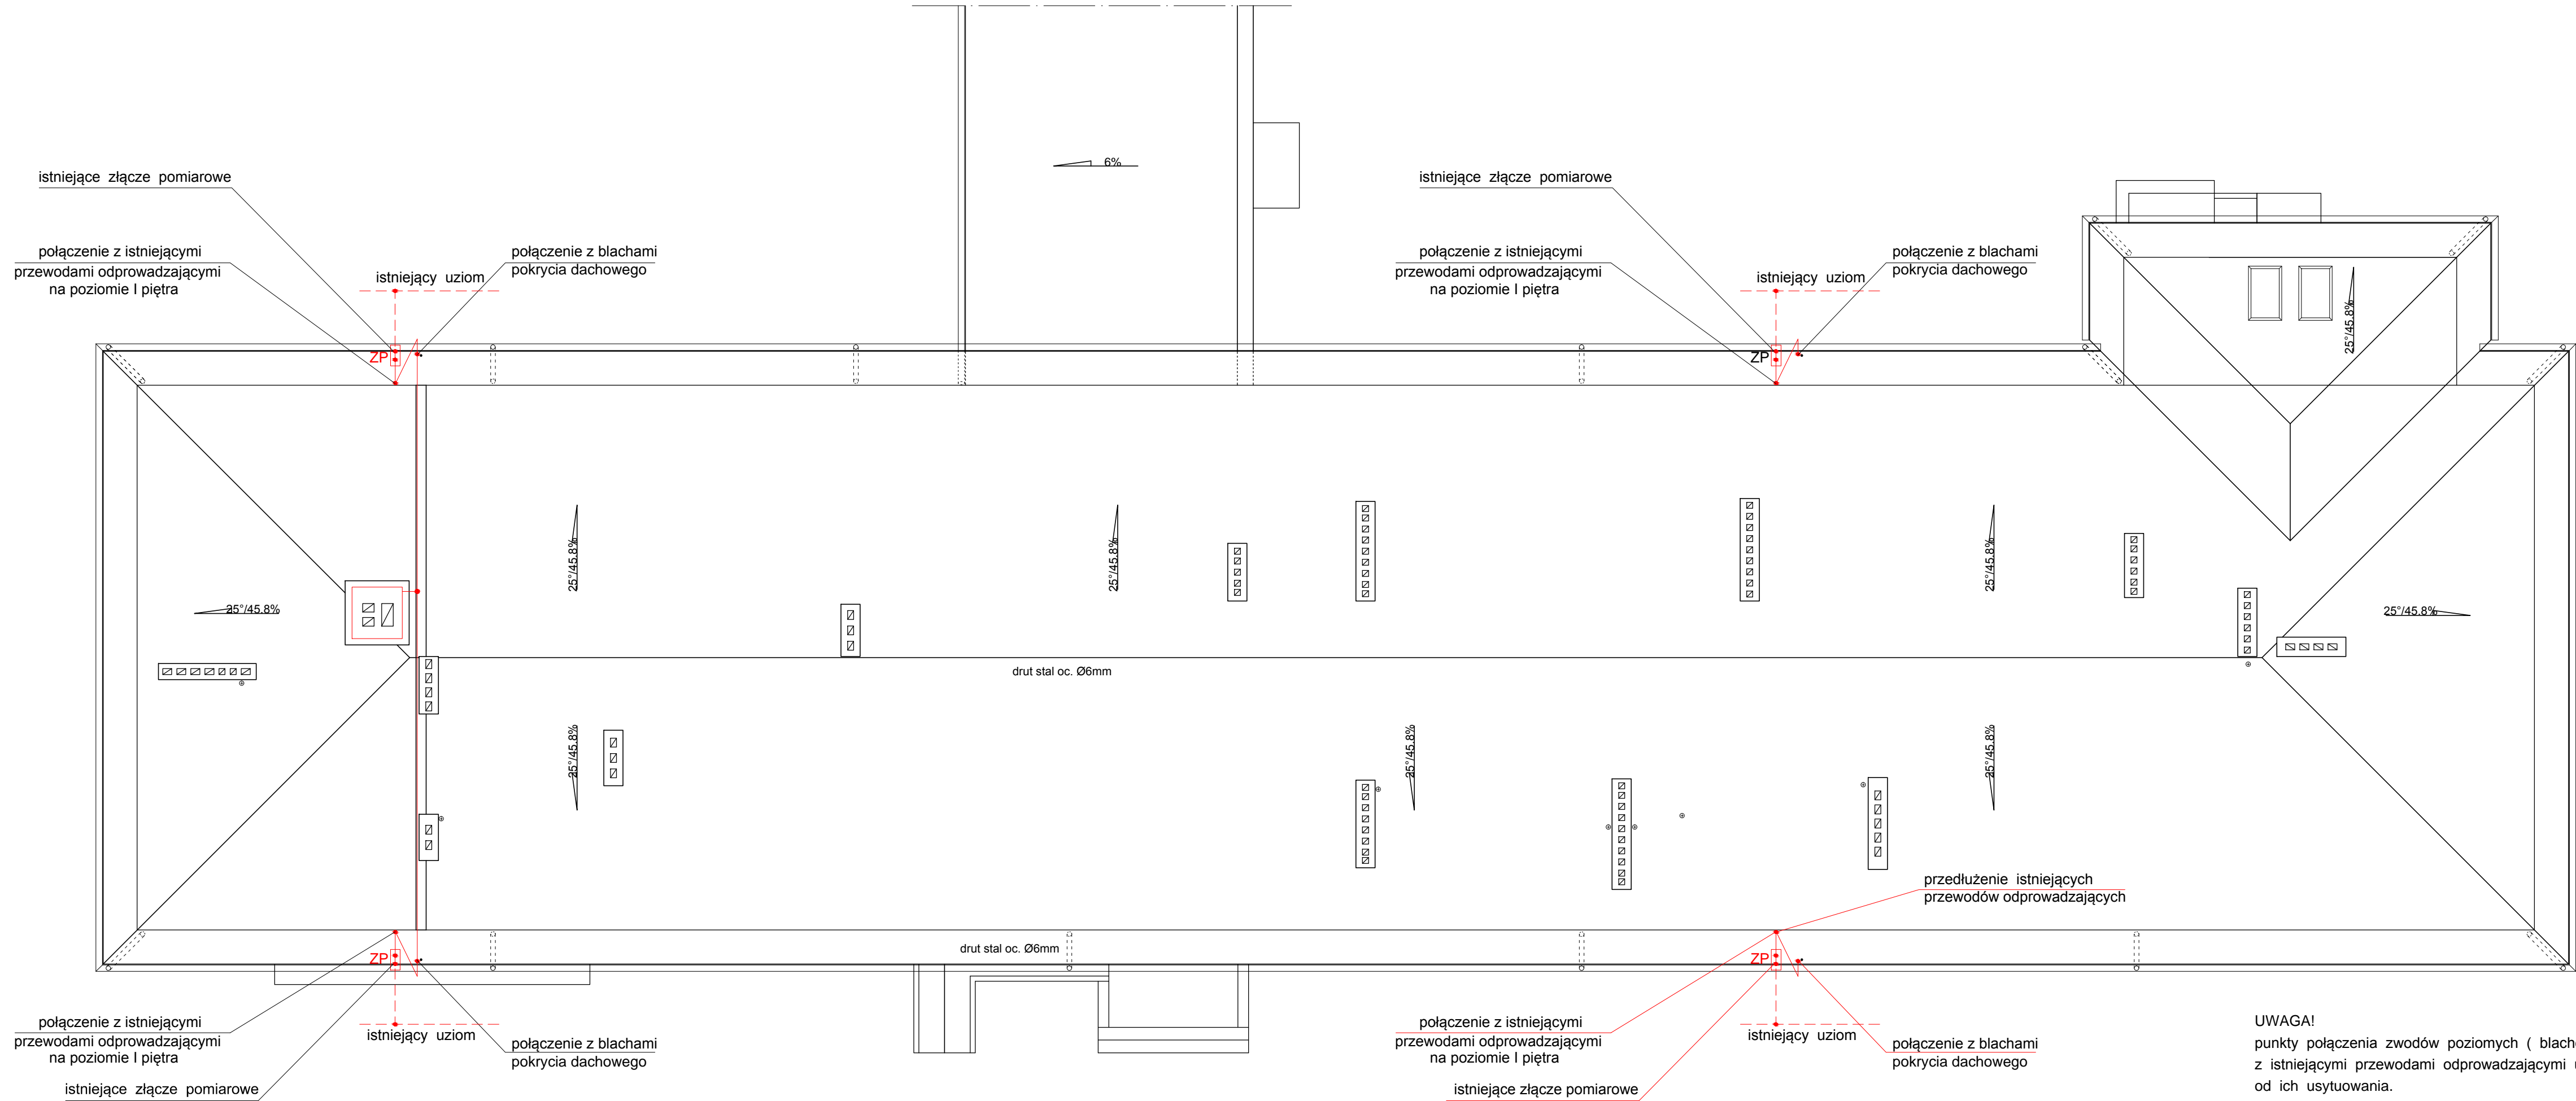 6%
istniejące złącze pomiarowe
istniejące złącze pomiarowe
połączenie z istniejącymi
przewodami odprowadzającymi
na poziomie I piętra
połączenie z blachami
pokrycia dachowego
istniejący uziom
połączenie z istniejącymi
przewodami odprowadzającymi
na poziomie I piętra
połączenie z blachami
pokrycia dachowego
istniejący uziom
25°/45.8%
ZP
ZP
25°/45.8%
25°/45.8%
25°/45.8%
25°/45.8%
25°/45.8%
drut stal oc. Ø6mm
25°/45.8%
25°/45.8%
25°/45.8%
przedłużenie istniejących
przewodów odprowadzających
drut stal oc. Ø6mm
ZP
ZP
połączenie z istniejącymi
przewodami odprowadzającymi
na poziomie I piętra
istniejący uziom
połączenie z blachami
pokrycia dachowego
istniejące złącze pomiarowe
połączenie z istniejącymi
przewodami odprowadzającymi
na poziomie I piętra
istniejący uziom
połączenie z blachami
pokrycia dachowego
istniejące złącze pomiarowe
UWAGA!
punkty połączenia zwodów poziomych (
z istniejącymi przewodami odprowadzającymi
od ich usytuowania.